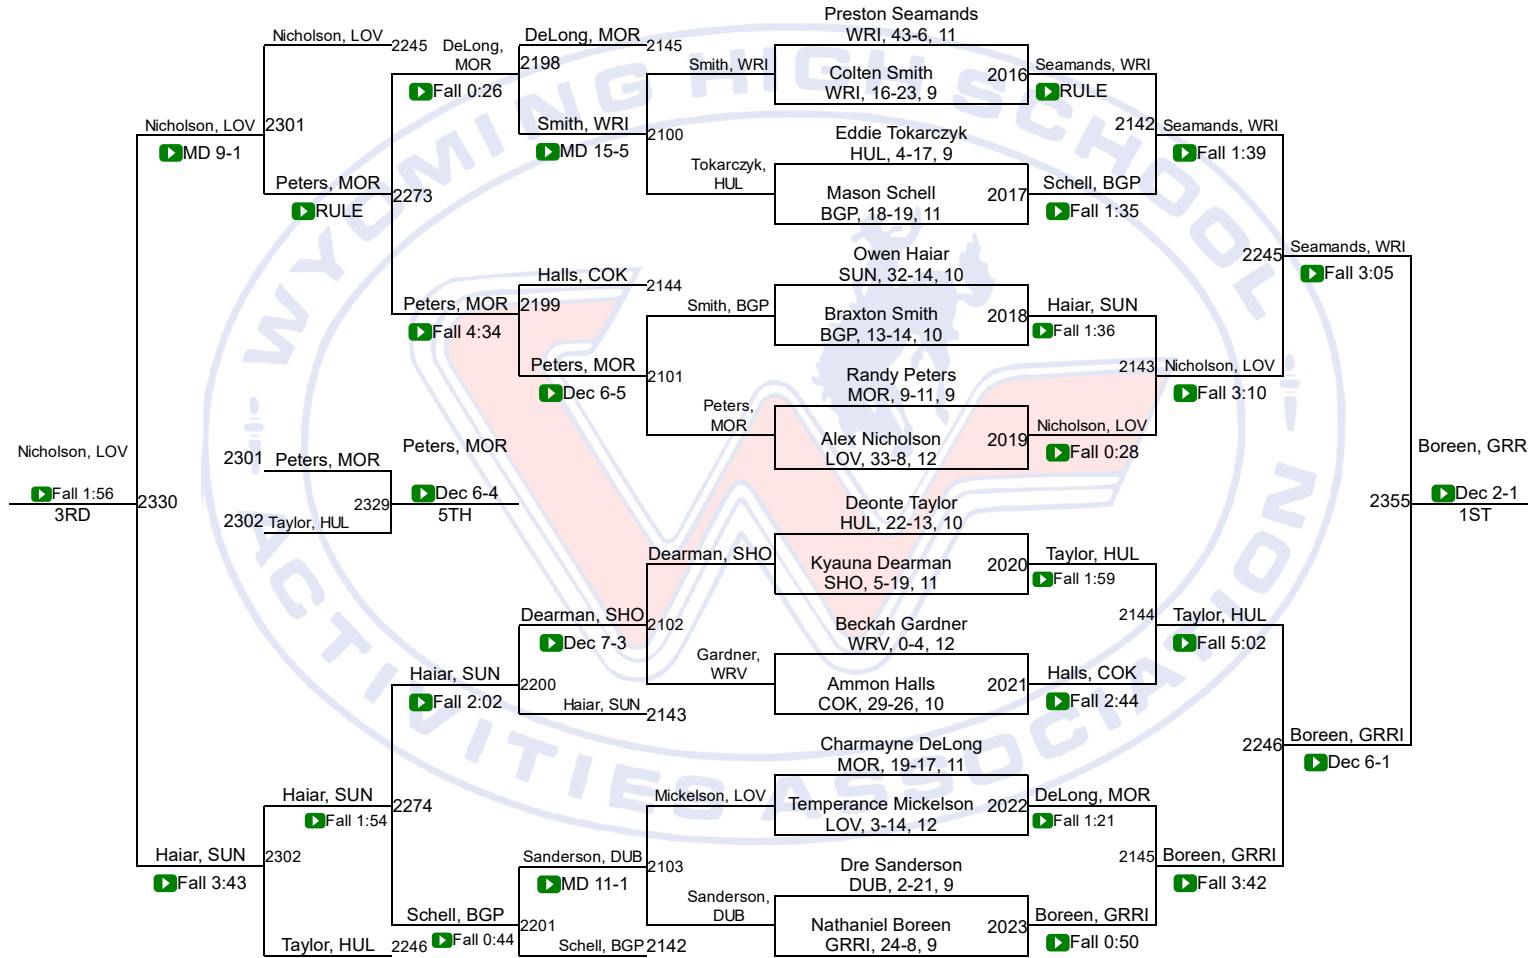 Preston Seamands
WRI, 43-6, 11
Colten Smith
WRI, 16-23, 9
2016
Eddie Tokarczyk
HUL, 4-17, 9
Mason Schell
BGP, 18-19, 11
2017
Owen Haiar
SUN, 32-14, 10
Braxton Smith
BGP, 13-14, 10
2018
Randy Peters
MOR, 9-11, 9
Alex Nicholson
LOV, 33-8, 12
2019
Deonte Taylor
HUL, 22-13, 10
Kyauna Dearman
SHO, 5-19, 11
2020
Beckah Gardner
WRV, 0-4, 12
Ammon Halls
COK, 29-26, 10
2021
Charmayne DeLong
MOR, 19-17, 11
Temperance Mickelson
LOV, 3-14, 12
2022
Dre Sanderson
DUB, 2-21, 9
Nathaniel Boreen
GRRI, 24-8, 9
2023
Seamands, WRI
RULE
2142
Schell, BGP
Fall 1:35
Haiar, SUN
Fall 1:36
2143
Nicholson, LOV
Fall 0:28
Taylor, HUL
Fall 1:59
2144
Halls, COK
Fall 2:44
DeLong, MOR
Fall 1:21
2145
Boreen, GRRI
Fall 0:50
Seamands, WRI
Fall 1:39
2245
Nicholson, LOV
Fall 3:10
Taylor, HUL
Fall 5:02
2246
Boreen, GRRI
Fall 3:42
Seamands, WRI
Fall 3:05
2355
Boreen, GRRI
Dec 6-1
Boreen, GRR
Dec 2-1
1ST
Smith, WRI
2100
Tokarczyk,
HUL
Smith, BGP
2101
Peters,
MOR
Dearman, SHO
2102
Gardner,
WRV
Mickelson, LOV
2103
Sanderson,
DUB
DeLong, MOR
2145
2198
Smith, WRI
MD 15-5
Halls, COK
2144
2199
Peters, MOR
Dec 6-5
Dearman, SHO
Dec 7-3
2200
Haiar, SUN
2143
Sanderson, DUB
MD 11-1
2201
Schell, BGP
2142
DeLong,
MOR
Fall 0:26
2273
Peters, MOR
Fall 4:34
Haiar, SUN
Fall 2:02
2274
Schell, BGP
Fall 0:44
Nicholson, LOV
2245
2301
Peters, MOR
RULE
Haiar, SUN
Fall 1:54
2302
Taylor, HUL
2246
Nicholson, LOV
MD 9-1
2330
Haiar, SUN
Fall 3:43
Nicholson, LOV
Fall 1:56
3RD
2301
Peters, MOR
2329
2302
Taylor, HUL
Peters, MOR
Dec 6-4
5TH
WYOMING HIGH SCHOOL
ACTIVITIES ASSOCIATION